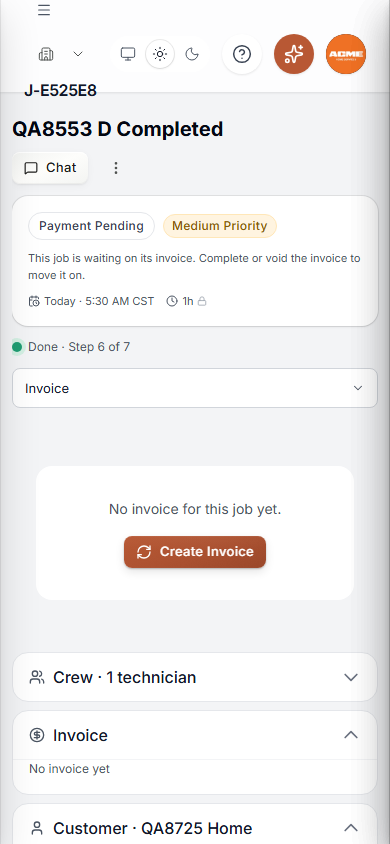 ACME
J-E525E8
QA8553 D Completed
Chat
Payment Pending
Medium Priority
This job is waiting on its invoice. Complete or void the invoice to
move it on.
Today · 5:30 AM CST
1h
Done · Step 6 of 7
Invoice
No invoice for this job yet.
Create Invoice
Crew · 1 technician
Invoice
No invoice yet
Customer · QA8725 Home